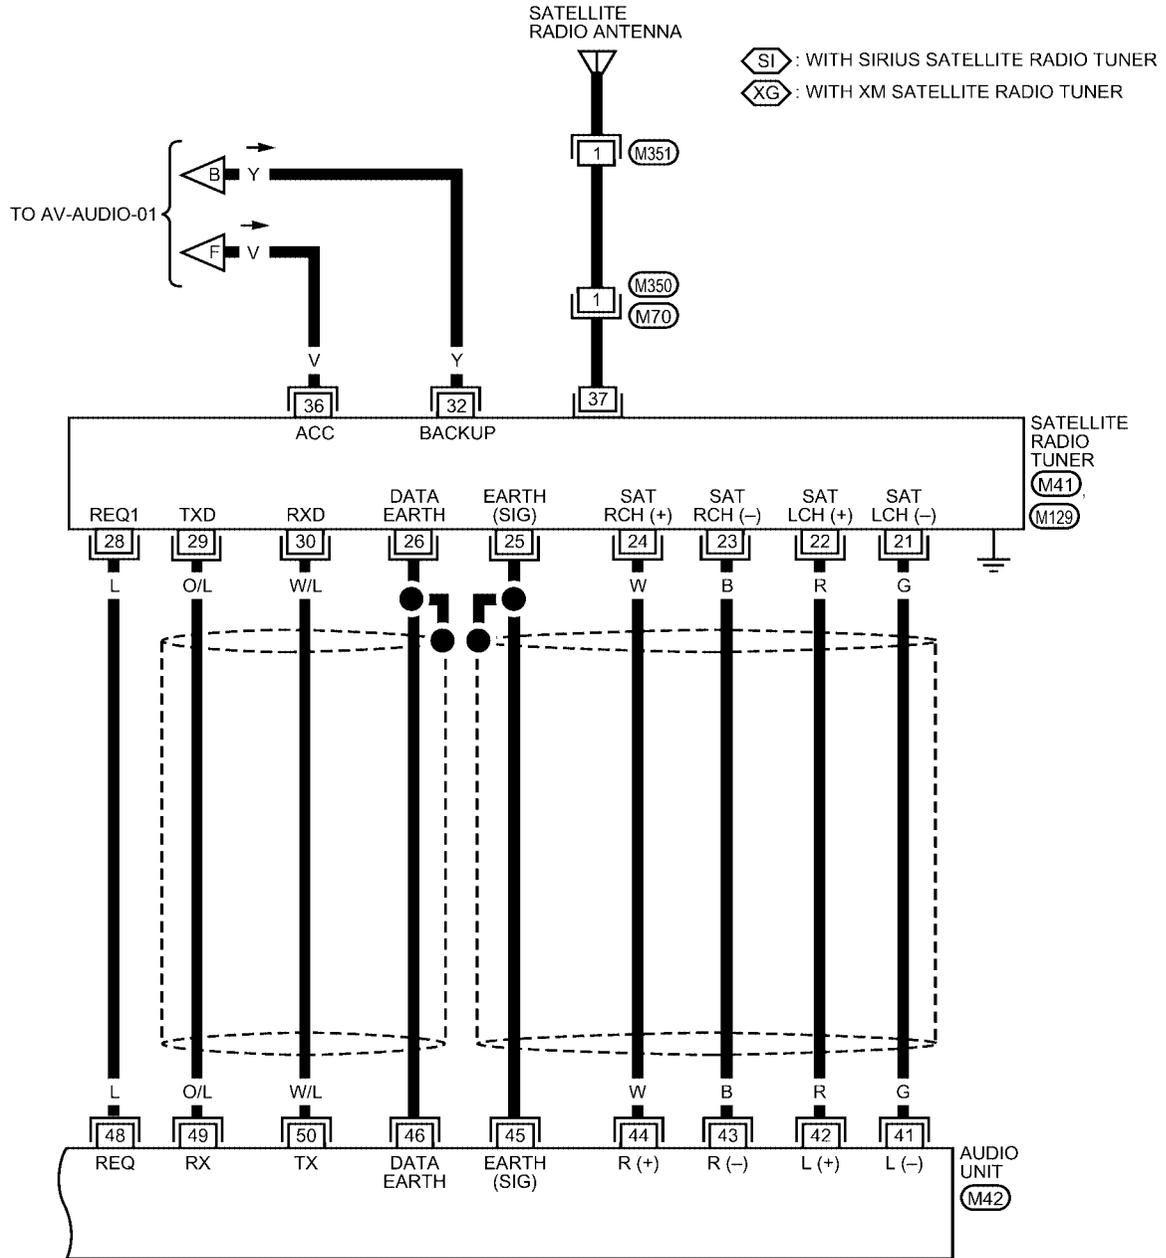 SATELLITE
RADIO ANTENNA
SI : WITH SIRIUS SATELLITE RADIO TUNER
XG : WITH XM SATELLITE RADIO TUNER
1 M351
B Y
TO AV-AUDIO-01
F V
1 M350
M70
V Y
36 32 37
ACC BACKUP
SATELLITE
RADIO
TUNER
M41 ,
M129
REQ1 TXD RXD DATA
EARTH EARTH
(SIG) SAT
RCH (+) SAT
RCH (–) SAT
LCH (+) SAT
LCH (–)
28 29 30 26 25 24 23 22 21
L O/L W/L W B R G
L O/L W/L W B R G
48 49 50 46 45 44 43 42 41
REQ RX TX DATA
EARTH EARTH
(SIG) R (+) R (–) L (+) L (–)
AUDIO
UNIT
M42